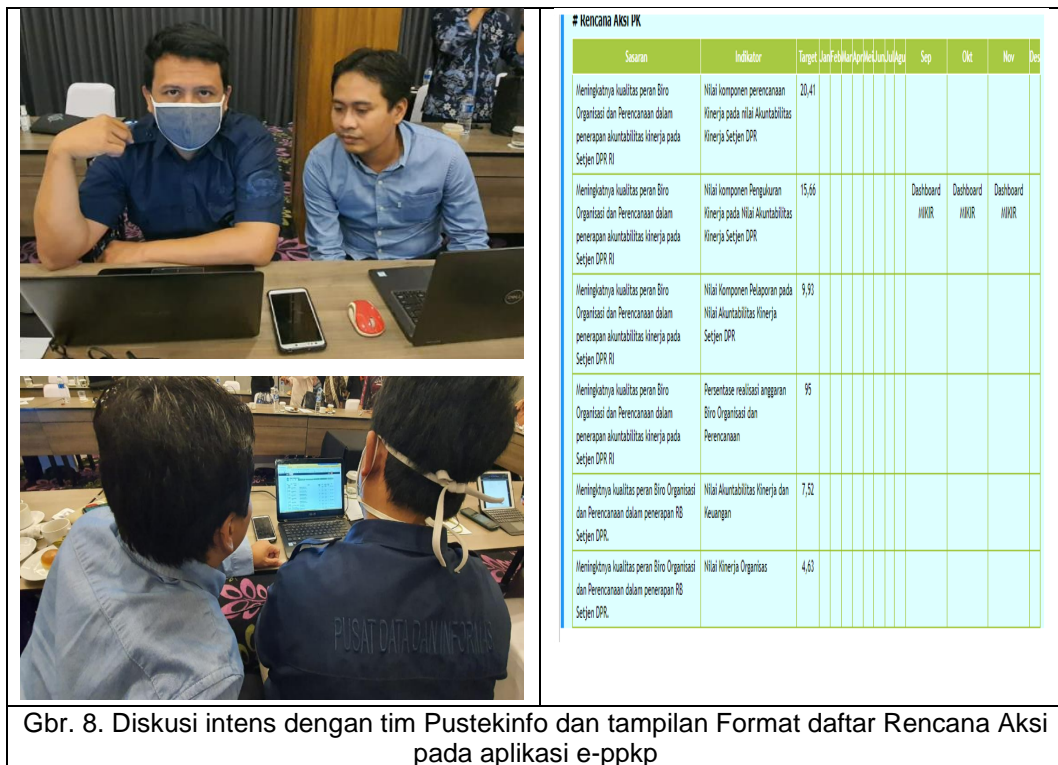 PUSAT DATA DAN INFORMASI
# Rencana Aksi PK
Sasaran Indikator Target Jan Feb Mar Apr Mei Jun Jul Agu Sep Okt Nov Des
Meningkatnya kualitas peran Biro
Organisasi dan Perencanaan dalam
penerapan akuntabilitas kinerja pada
Setjen DPR RI
Nilai komponen perencanaan
Kinerja pada nilai Akuntabilitas
Kinerja Setjen DPR
20,41
Meningkatnya kualitas peran Biro
Organisasi dan Perencanaan dalam
penerapan akuntabilitas kinerja pada
Setjen DPR RI
Nilai komponen Pengukuran
Kinerja pada Nilai Akuntabilitas
Kinerja Setjen DPR
15,66
Dashboard
MIKIR
Dashboard
MIKIR
Dashboard
MIKIR
Meningkatnya kualitas peran Biro
Organisasi dan Perencanaan dalam
penerapan akuntabilitas kinerja pada
Setjen DPR RI
Nilai Komponen Pelaporan pada
Nilai Akuntabilitas Kinerja
Setjen DPR
9,93
Meningkatnya kualitas peran Biro
Organisasi dan Perencanaan dalam
penerapan akuntabilitas kinerja pada
Setjen DPR RI
Persentase realisasi anggaran
Biro Organisasi dan
Perencanaan
95
Meningktnya kualitas peran Biro Organisasi
dan Perencanaan dalam penerapan RB
Setjen DPR.
Nilai Akuntabilitas Kinerja dan
Keuangan
7,52
Meningktnya kualitas peran Biro Organisasi
dan Perencanaan dalam penerapan RB
Setjen DPR.
Nilai Kinerja Organisas
4,63
Gbr. 8. Diskusi intens dengan tim Pustekinfo dan tampilan Format daftar Rencana Aksi
pada aplikasi e-ppkp